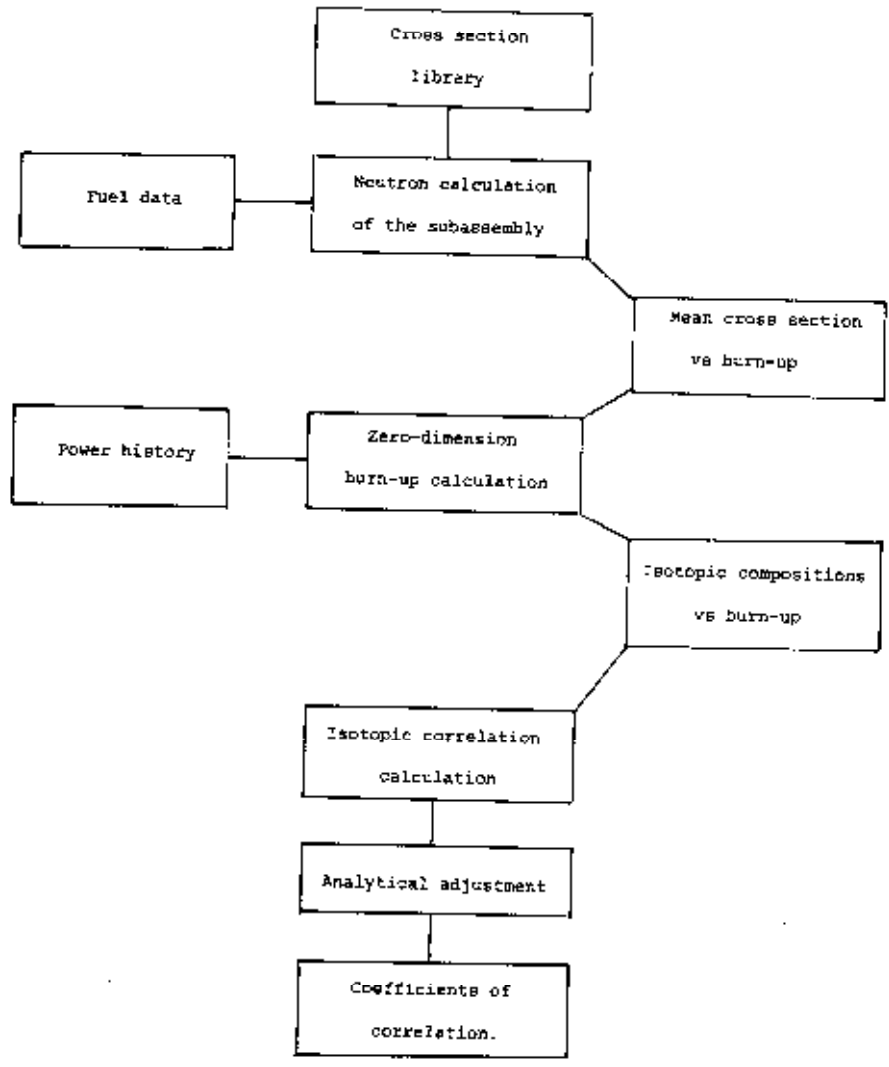 Cross section
library
Fuel data
Neutron calculation
of the subassembly
Mean cross section
vs burn-up
Power history
Zero-dimension
burn-up calculation
Isotopic compositions
vs burn-up
Isotopic correlation
calculation
Analytical adjustment
Coefficients of
correlation.